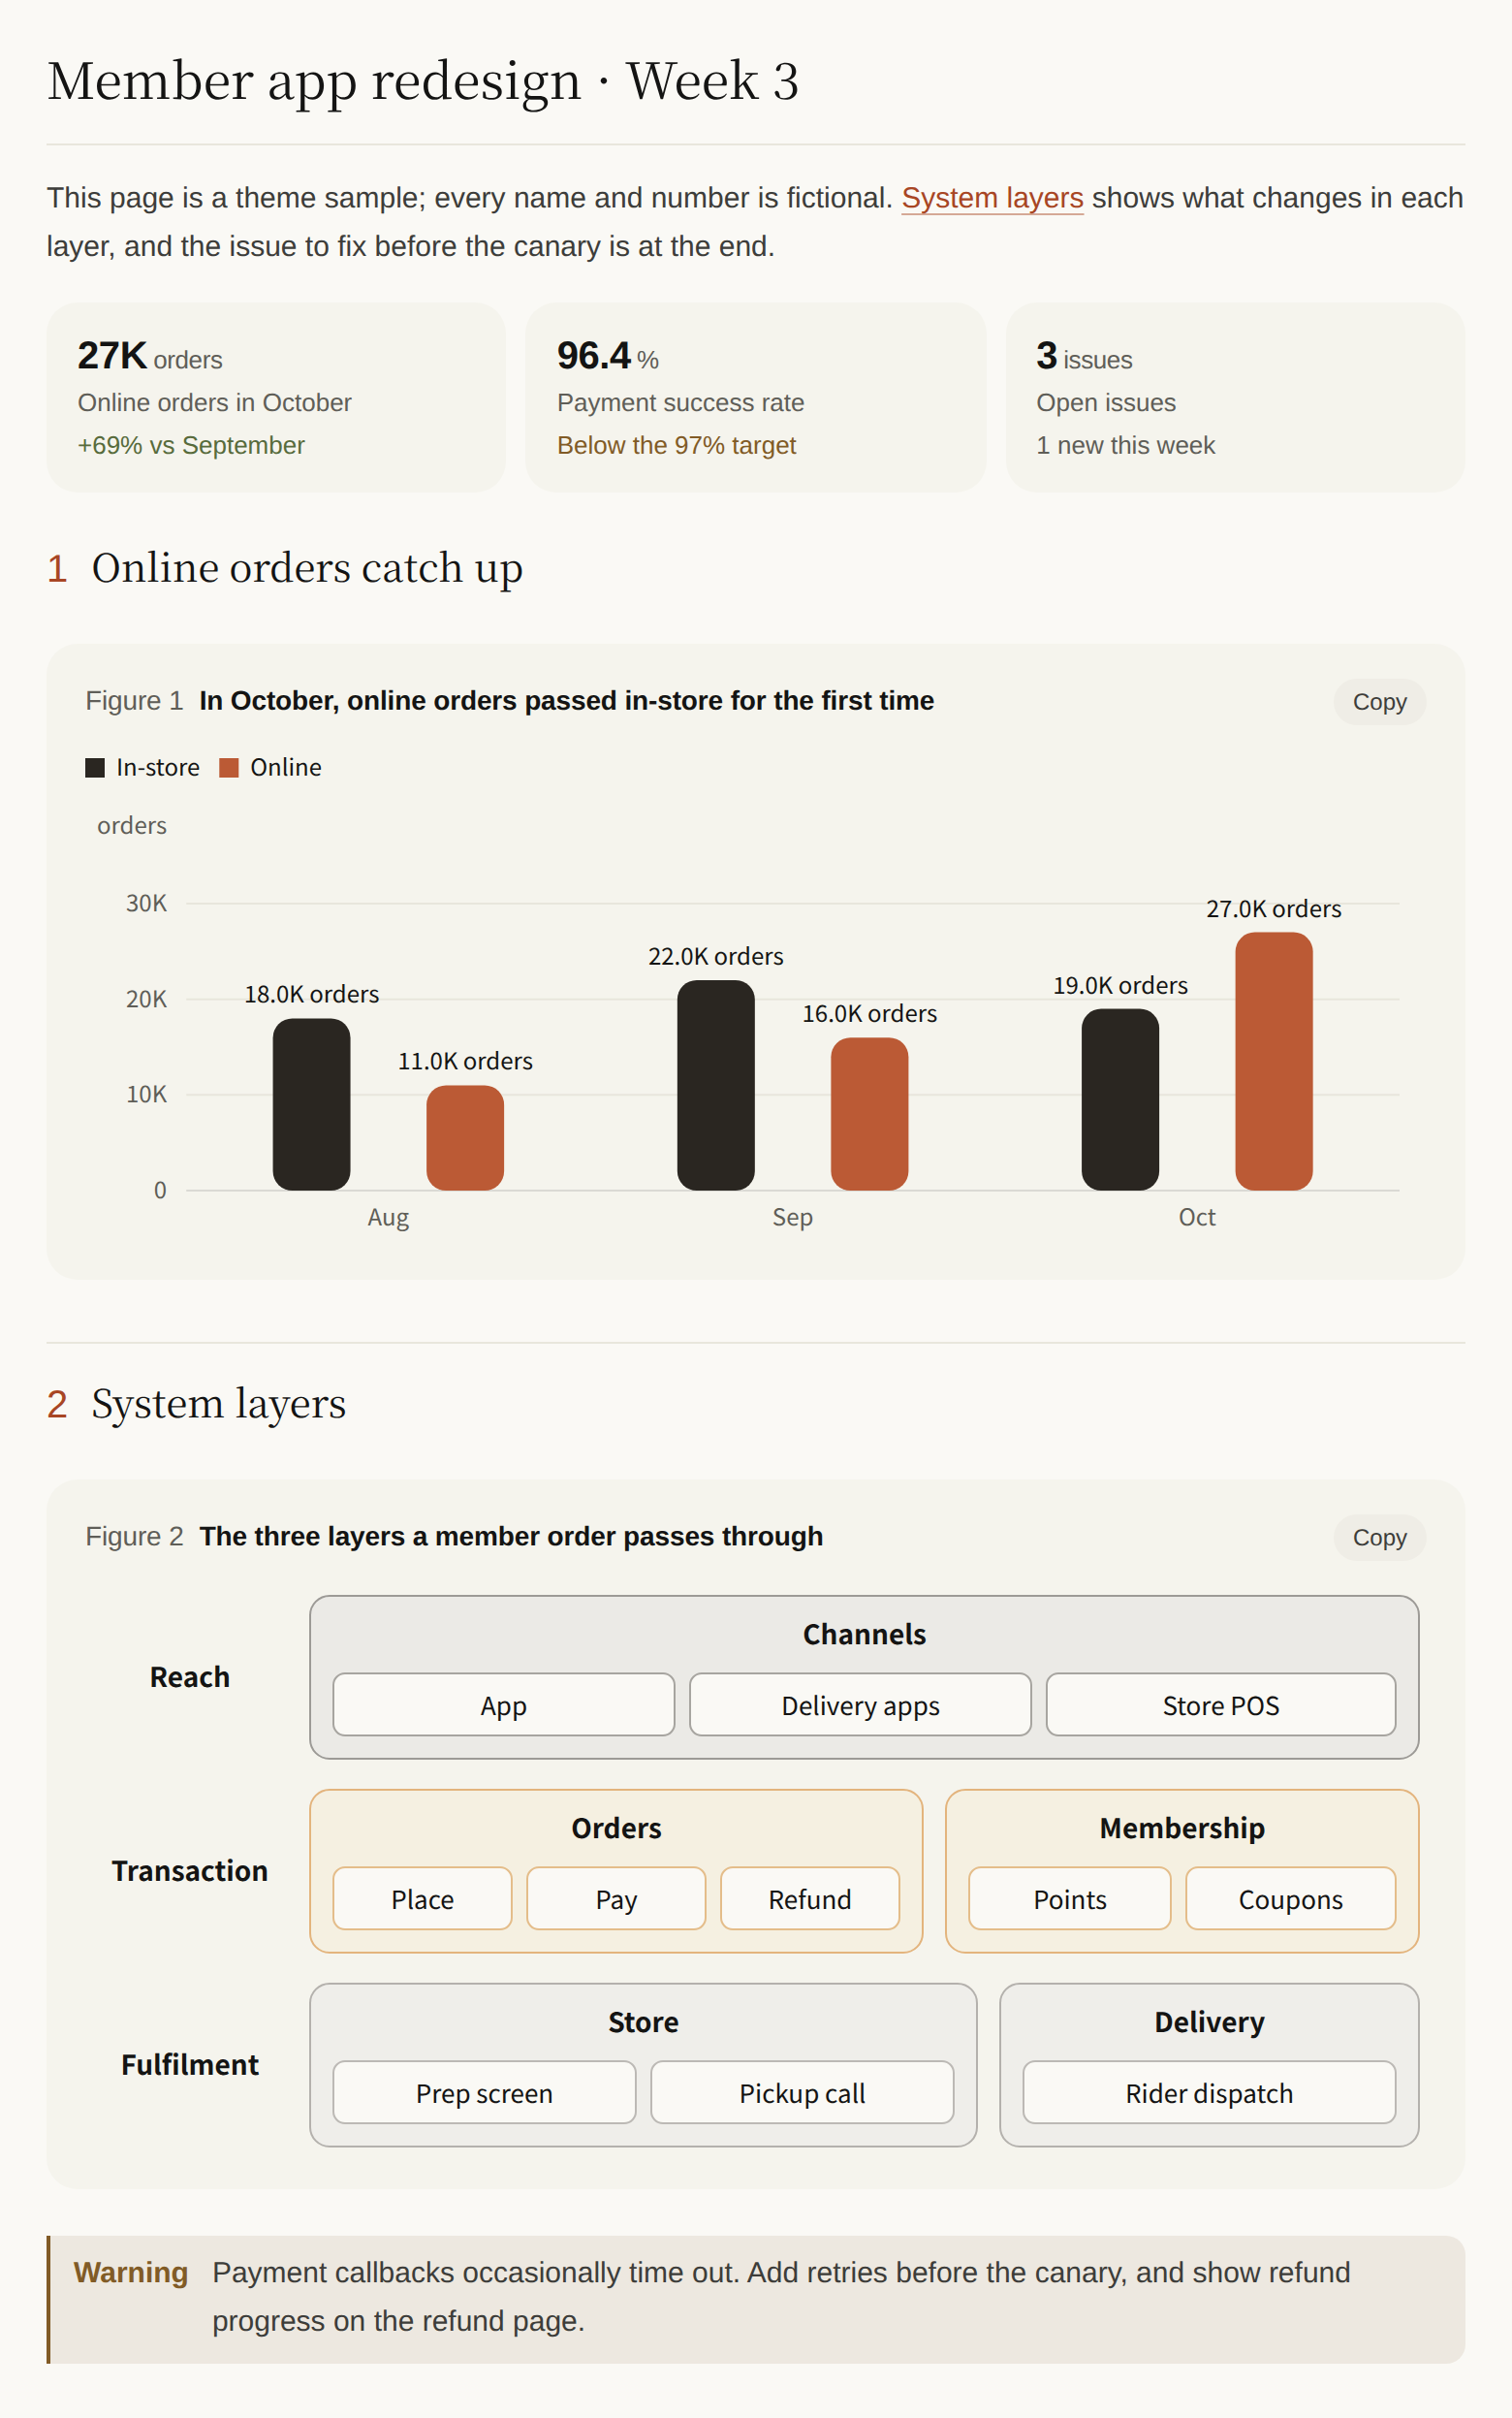 Member app redesign · Week 3
This page is a theme sample; every name and number is fictional. System layers shows what changes in each
layer, and the issue to fix before the canary is at the end.
27K orders
Online orders in October
+69% vs September
96.4 %
Payment success rate
Below the 97% target
3 issues
Open issues
1 new this week
1 Online orders catch up
Figure 1 In October, online orders passed in-store for the first time
Copy
In-store Online
orders
30K
20K
10K
0
18.0K orders
11.0K orders
22.0K orders
16.0K orders
19.0K orders
27.0K orders
Aug
Sep
Oct
2 System layers
Figure 2 The three layers a member order passes through
Copy
Reach
Channels
App
Delivery apps
Store POS
Transaction
Orders
Place
Pay
Refund
Membership
Points
Coupons
Fulfilment
Store
Prep screen
Pickup call
Delivery
Rider dispatch
Warning Payment callbacks occasionally time out. Add retries before the canary, and show refund
progress on the refund page.